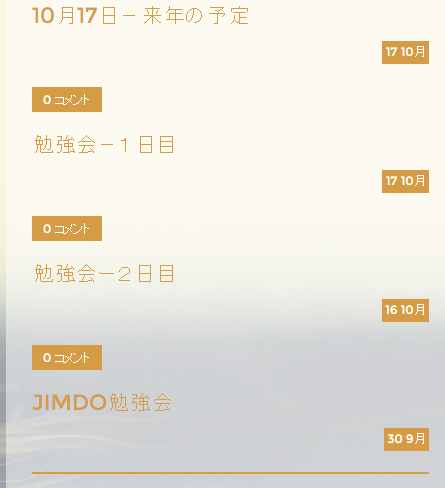 10月17日－来年の予定
17 10月
0 コメント
勉強会－１日目
17 10月
0 コメント
勉強会ー２日目
16 10月
0 コメント
JIMDO勉強会
30 9月